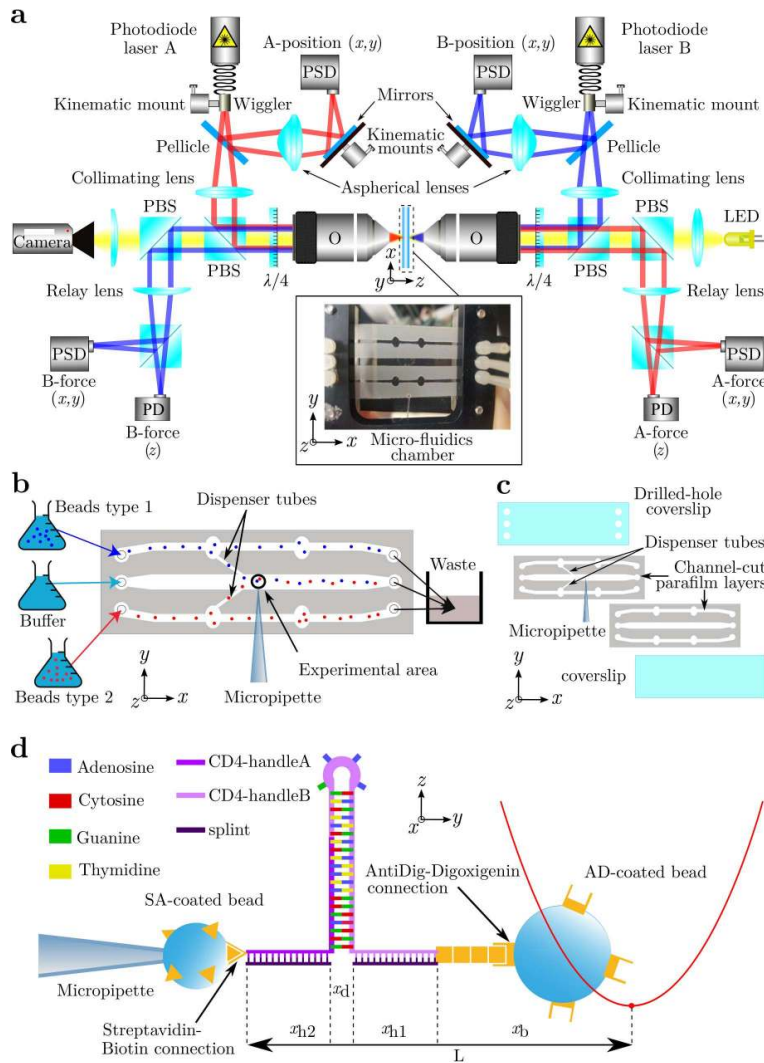 a
Photodiode
laser A
A-position (x,y)
B-position (x,y)
Photodiode
laser B
PSD
PSD
Kinematic mount
Wiggler
Mirrors
Wiggler
Kinematic mount
Kinematic
mounts
Pellicle
Pellicle
Collimating lens
Aspherical lenses
Collimating lens
PBS
PBS
LED
Camera
O
O
PBS
λ/4
x
y
z
λ/4
PBS
Relay lens
Relay lens
PSD
B-force
(x,y)
PD
B-force
(z)
y
z
x
Micro-fluidics
chamber
PSD
A-force
(x,y)
PD
A-force
(z)
b
Beads type 1
Dispenser tubes
Waste
Buffer
Beads type 2
y
z
x
Micropipette
Experimental area
c
Drilled-hole
coverslip
Dispenser tubes
Channel-cut
parafilm layers
Micropipette
y
z
x
coverslip
d
Adenosine
Cytosine
Guanine
Thymidine
CD4-handleA
CD4-handleB
splint
z
x
y
SA-coated bead
AntiDig-Digoxigenin
connection
AD-coated bead
Micropipette
Streptavidin-
Biotin connection
xh2
xd
xh1
xb
L